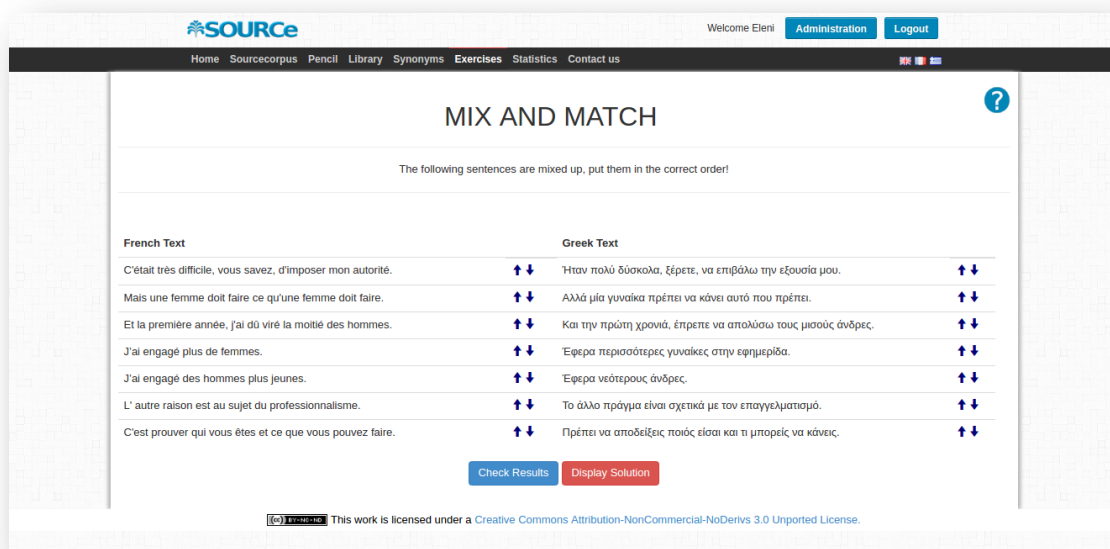 SOURCe
Welcome Eleni Administration Logout
Home Sourcecorpus Pencil Library Synonyms Exercises Statistics Contact us
?
MIX AND MATCH
The following sentences are mixed up, put them in the correct order!
French Text Greek Text
C'était très difficile, vous savez, d'imposer mon autorité. Ήταν πολύ δύσκολα, ξέρετε, να επιβάλω την εξουσία μου.
Mais une femme doit faire ce qu'une femme doit faire. Αλλά μία γυναίκα πρέπει να κάνει αυτό που πρέπει.
Et la première année, j'ai dû viré la moitié des hommes. Και την πρώτη χρονιά, έπρεπε να απολύσω τους μισούς άνδρες.
J'ai engagé plus de femmes. Έφερα περισσότερες γυναίκες στην εφημερίδα.
J'ai engagé des hommes plus jeunes. Έφερα νεότερους άνδρες.
L' autre raison est au sujet du professionnalisme. Το άλλο πράγμα είναι σχετικά με τον επαγγελματισμό.
C'est prouver qui vous êtes et ce que vous pouvez faire. Πρέπει να αποδείξεις ποιός είσαι και τι μπορείς να κάνεις.
Check Results Display Solution
(cc) BY-NC-ND This work is licensed under a Creative Commons Attribution-NonCommercial-NoDerivs 3.0 Unported License.